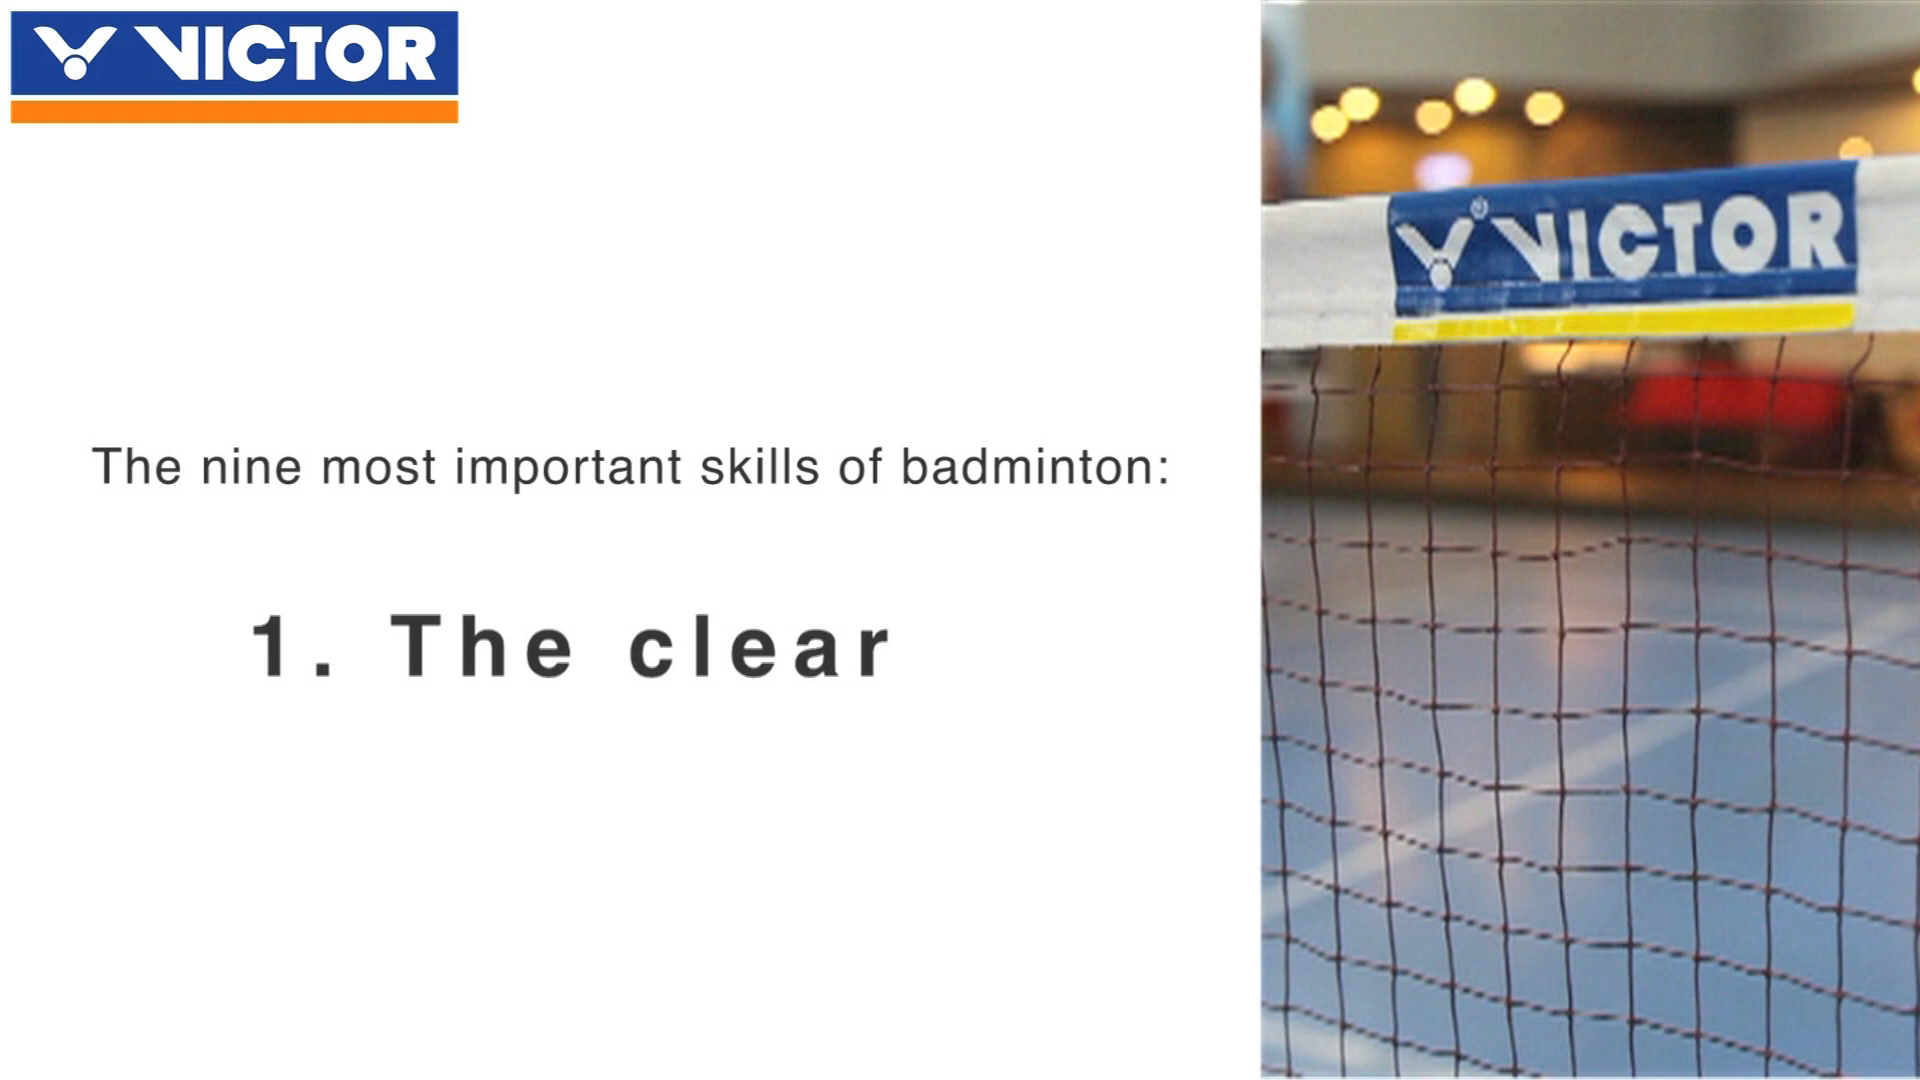 VICTOR
The nine most important skills of badminton:
1. The clear
VICTOR